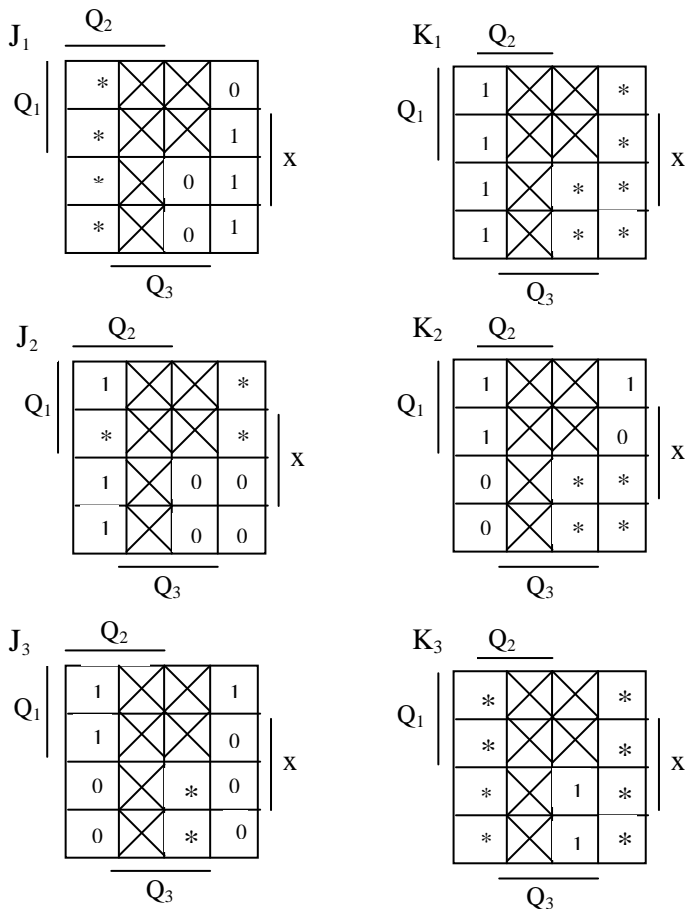 J₁ Q₂ K₁ Q₂
* 0 1 *
Q₁ Q₁
* 1 1 *
x x
* 0 1 1 * *
* 0 1 1 * *
Q₃ Q₃
J₂ Q₂ K₂ Q₂
1 * 1 1
Q₁ Q₁
* * 1 0
x x
1 0 0 0 * *
1 0 0 0 * *
Q₃ Q₃
J₃ Q₂ K₃ Q₂
1 1 * *
Q₁ Q₁
1 0 * *
x x
0 * 0 * 1 *
0 * 0 * 1 *
Q₃ Q₃